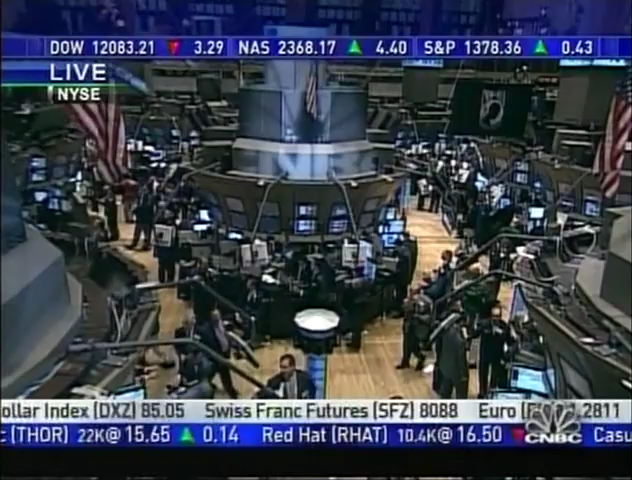 DOW 12083.21 ▼ 3.29 NAS 2368.17 ▲ 4.40 S&P 1378.36 ▲ 0.43
LIVE
NYSE
ollar Index (DXZ) 85.05 Swiss Franc Futures (SFZ) 8088 Euro .2811
c (THOR) 22K@ 15.65 ▲ 0.14 Red Hat (RHAT) 10.4K@ 16.50 ▼ Casu
CNBC